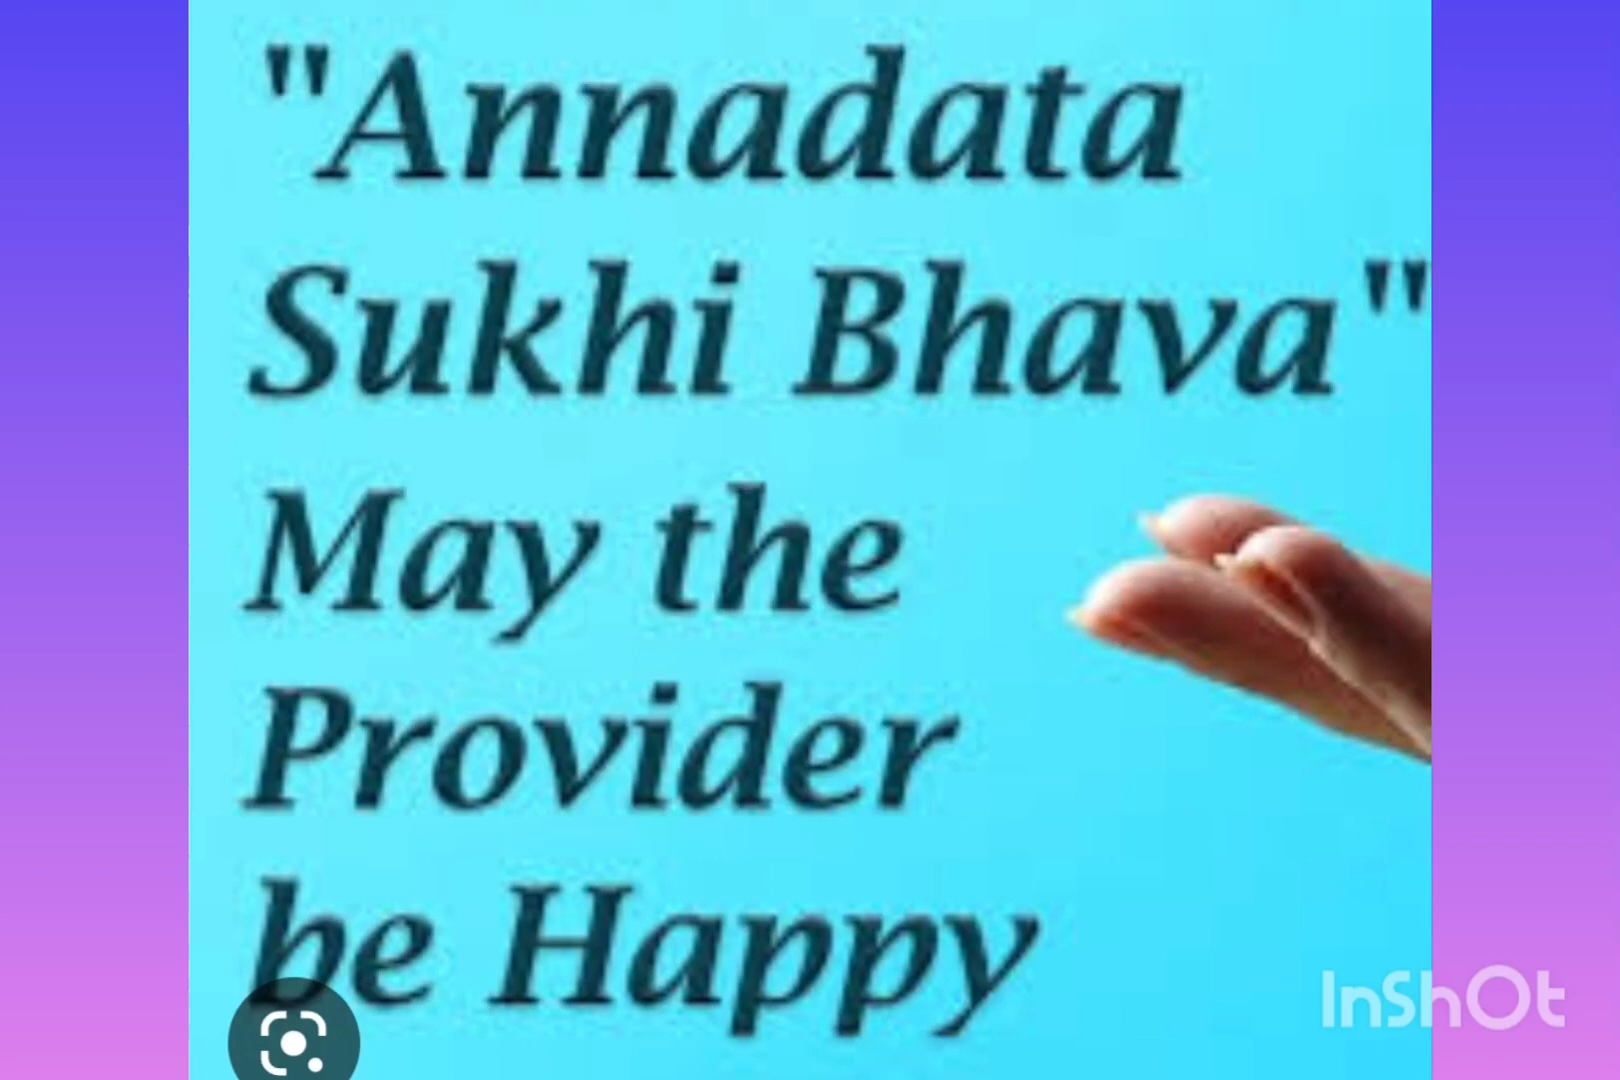 "Annadata
Sukhi Bhava"
May the
Provider
be Happy
InShOt